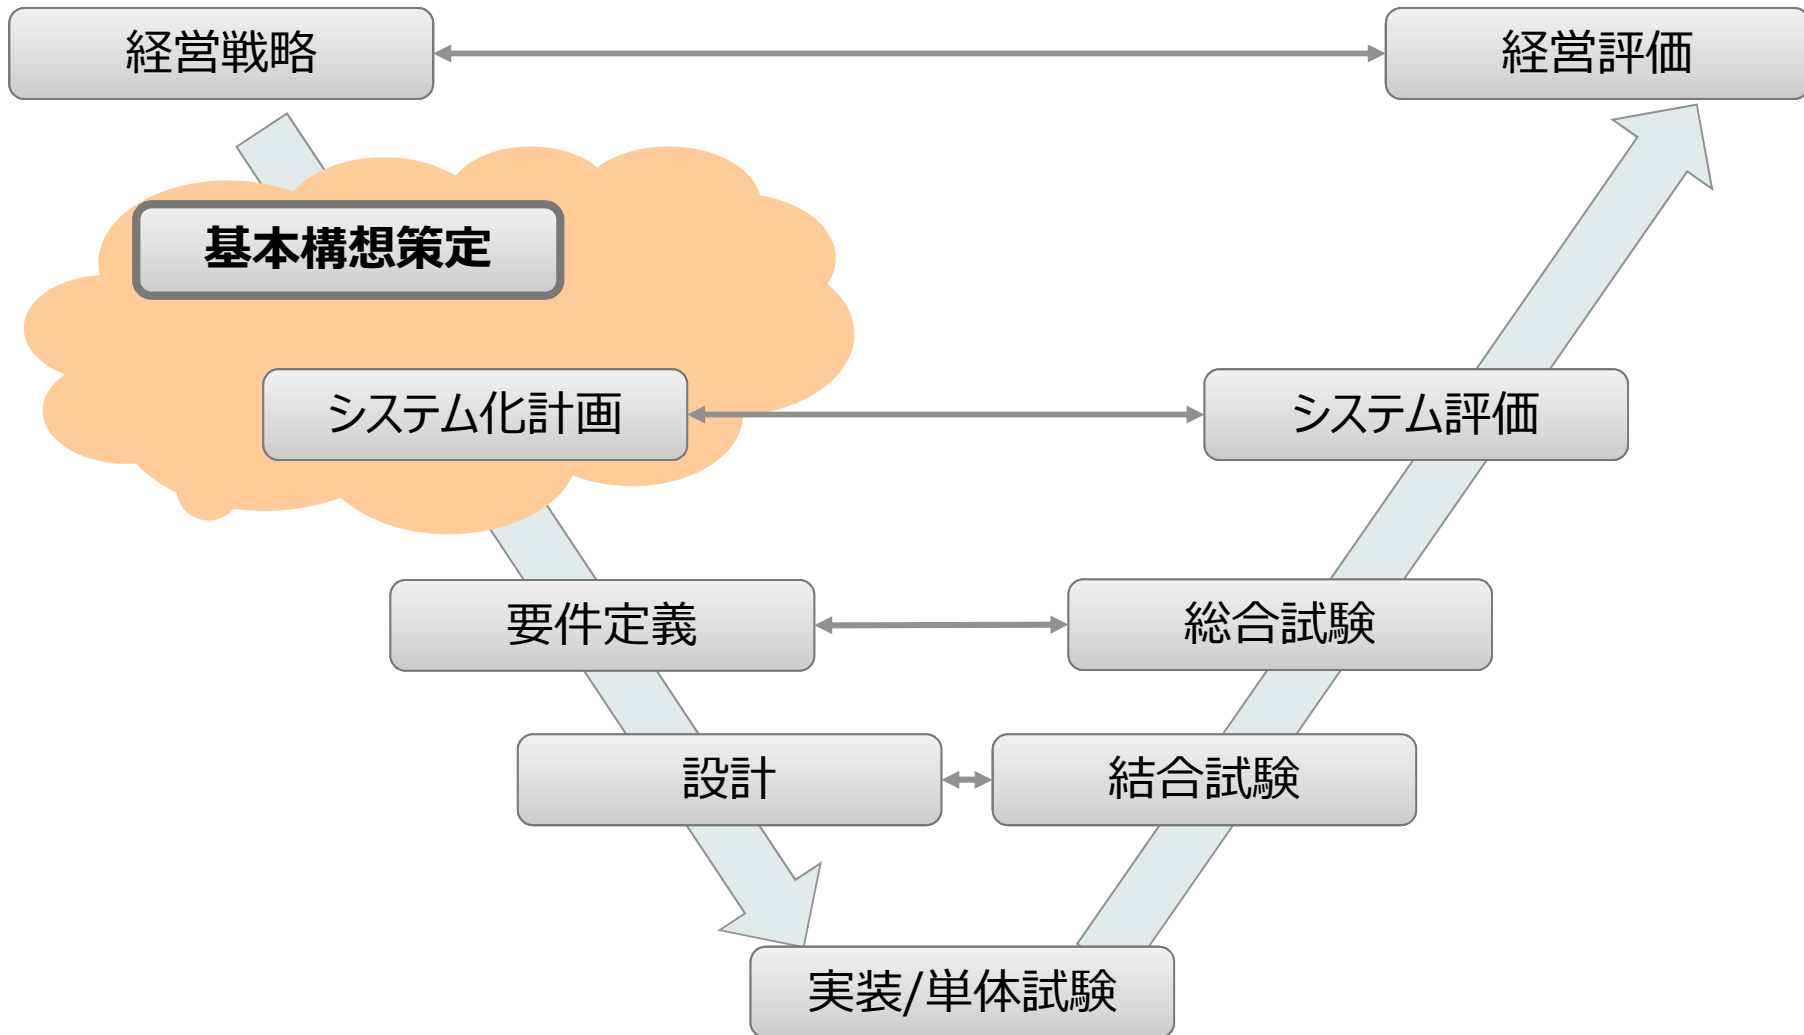 経営戦略
経営評価
基本構想策定
システム化計画
システム評価
要件定義
総合試験
設計
結合試験
実装/単体試験